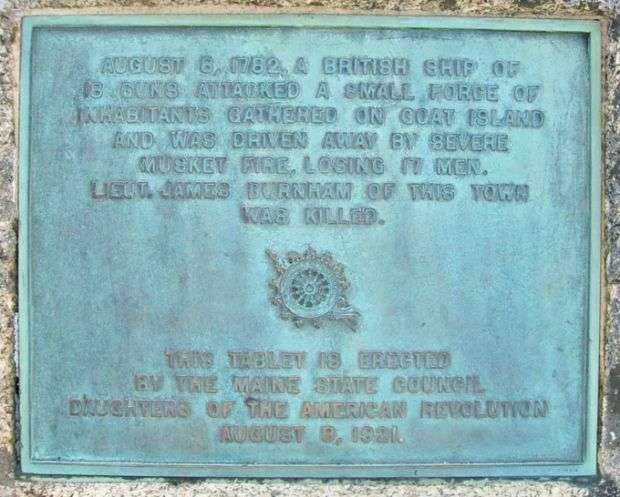 AUGUST 8, 1782, A BRITISH SHIP OF
18 GUNS ATTACKED A SMALL FORCE OF
INHABITANTS GATHERED ON GOAT ISLAND
AND WAS DRIVEN AWAY BY SEVERE
MUSKET FIRE, LOSING 17 MEN.
LIEUT. JAMES BURNHAM OF THIS TOWN
WAS KILLED.
THIS TABLET IS ERECTED
BY THE MAINE STATE COUNCIL
DAUGHTERS OF THE AMERICAN REVOLUTION
AUGUST 8, 1921.